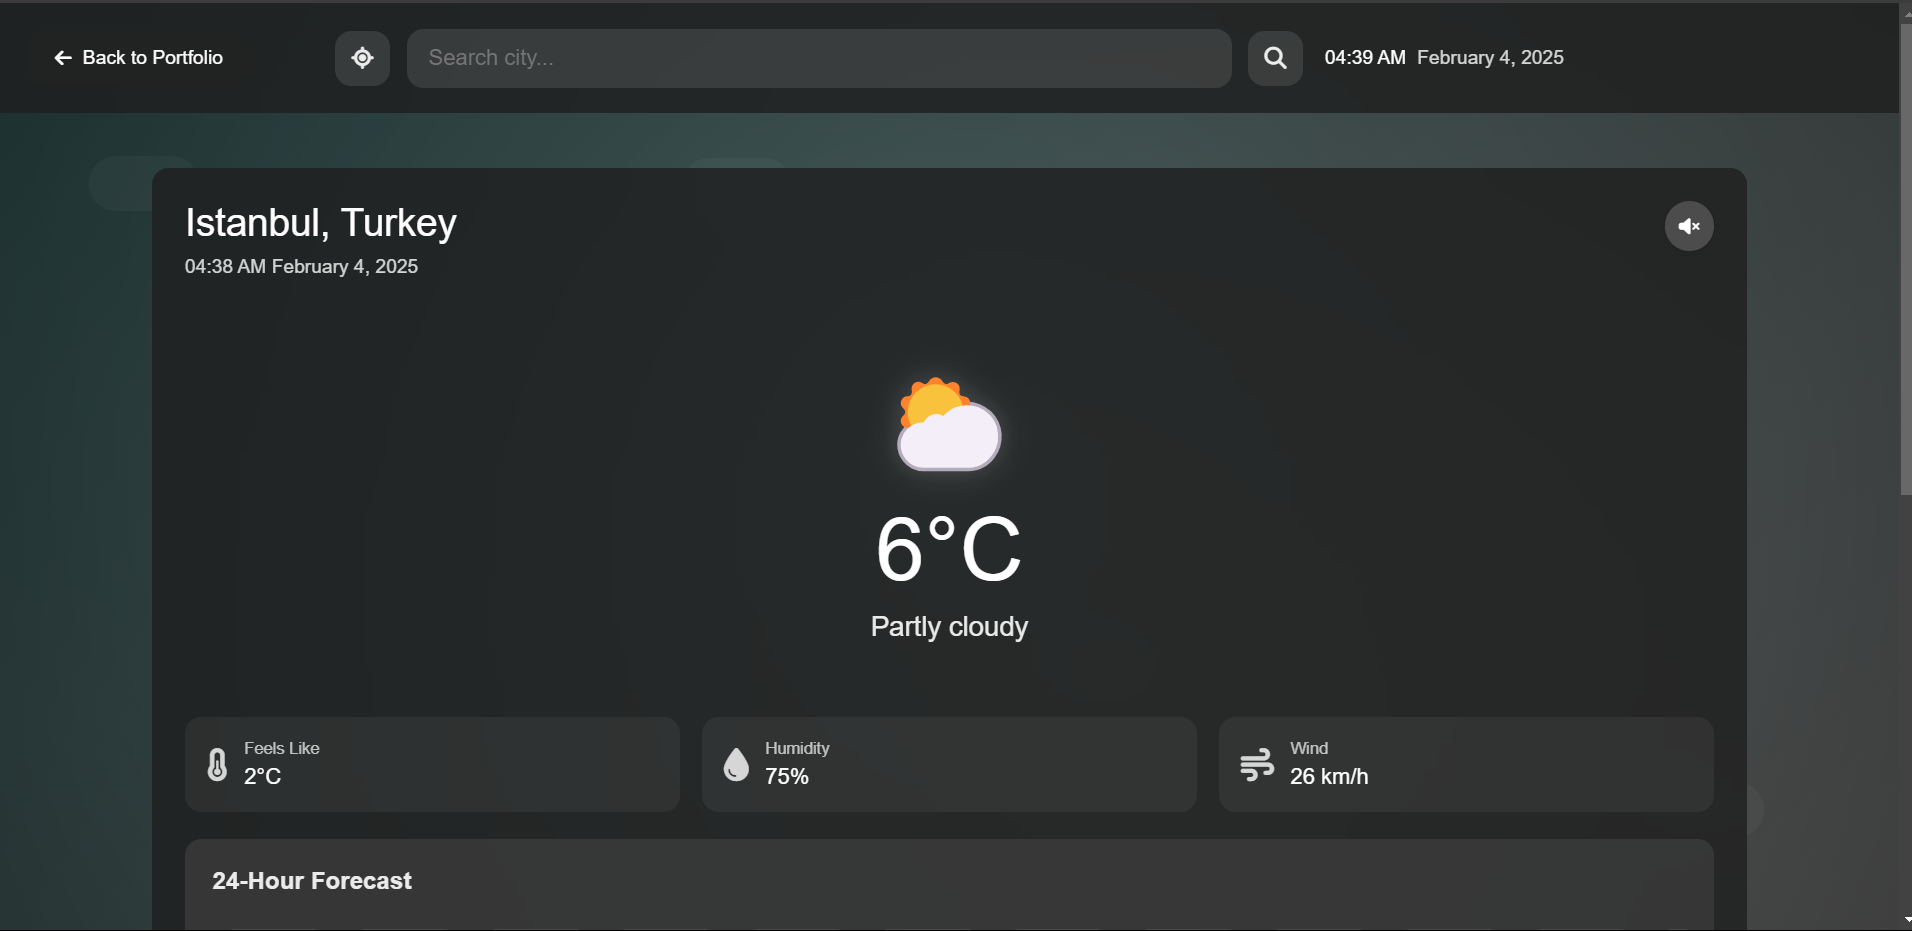 Back to Portfolio
Search city...
04:39 AM February 4, 2025
Istanbul, Turkey
04:38 AM February 4, 2025
6°C
Partly cloudy
Feels Like
2°C
Humidity
75%
Wind
26 km/h
24-Hour Forecast